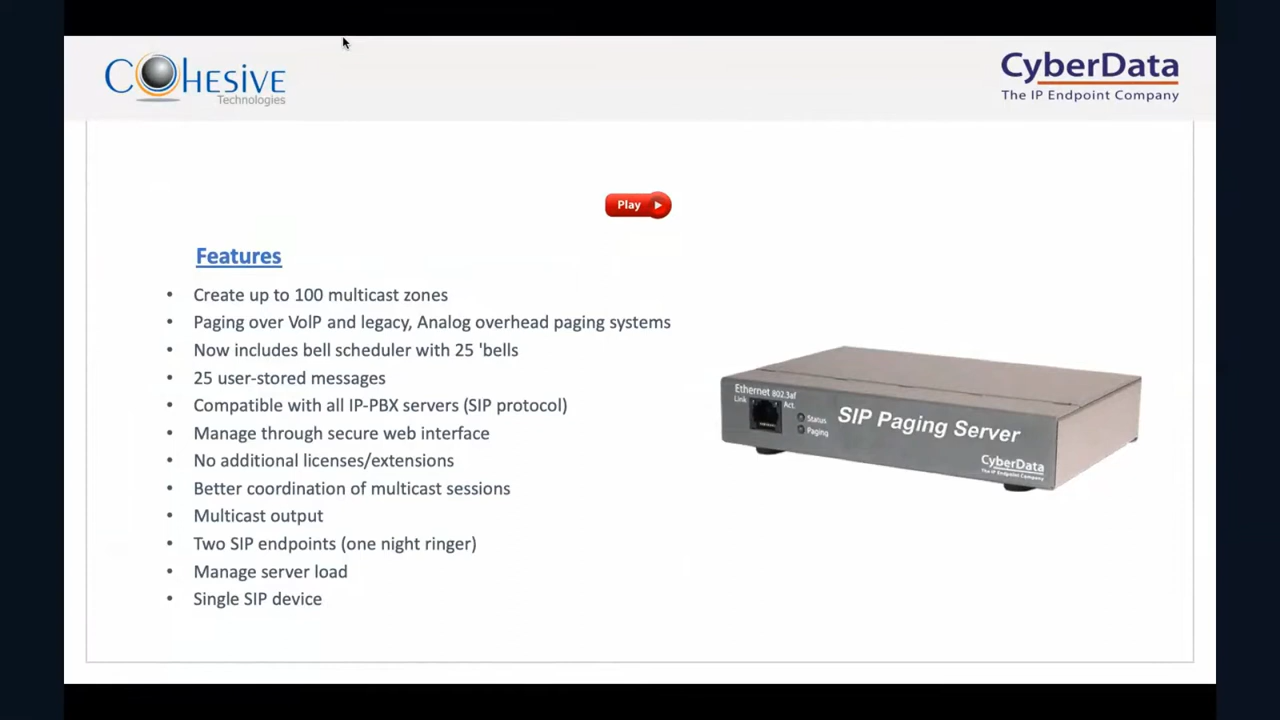 COHESIVE
Technologies
CyberData
The IP Endpoint Company
Play
Features
• Create up to 100 multicast zones
• Paging over VoIP and legacy, Analog overhead paging systems
• Now includes bell scheduler with 25 'bells
• 25 user-stored messages
• Compatible with all IP-PBX servers (SIP protocol)
• Manage through secure web interface
• No additional licenses/extensions
• Better coordination of multicast sessions
• Multicast output
• Two SIP endpoints (one night ringer)
• Manage server load
• Single SIP device
Ethernet 802.3af
Link
Act.
Status
Paging
SIP Paging Server
CyberData
The IP Endpoint Company